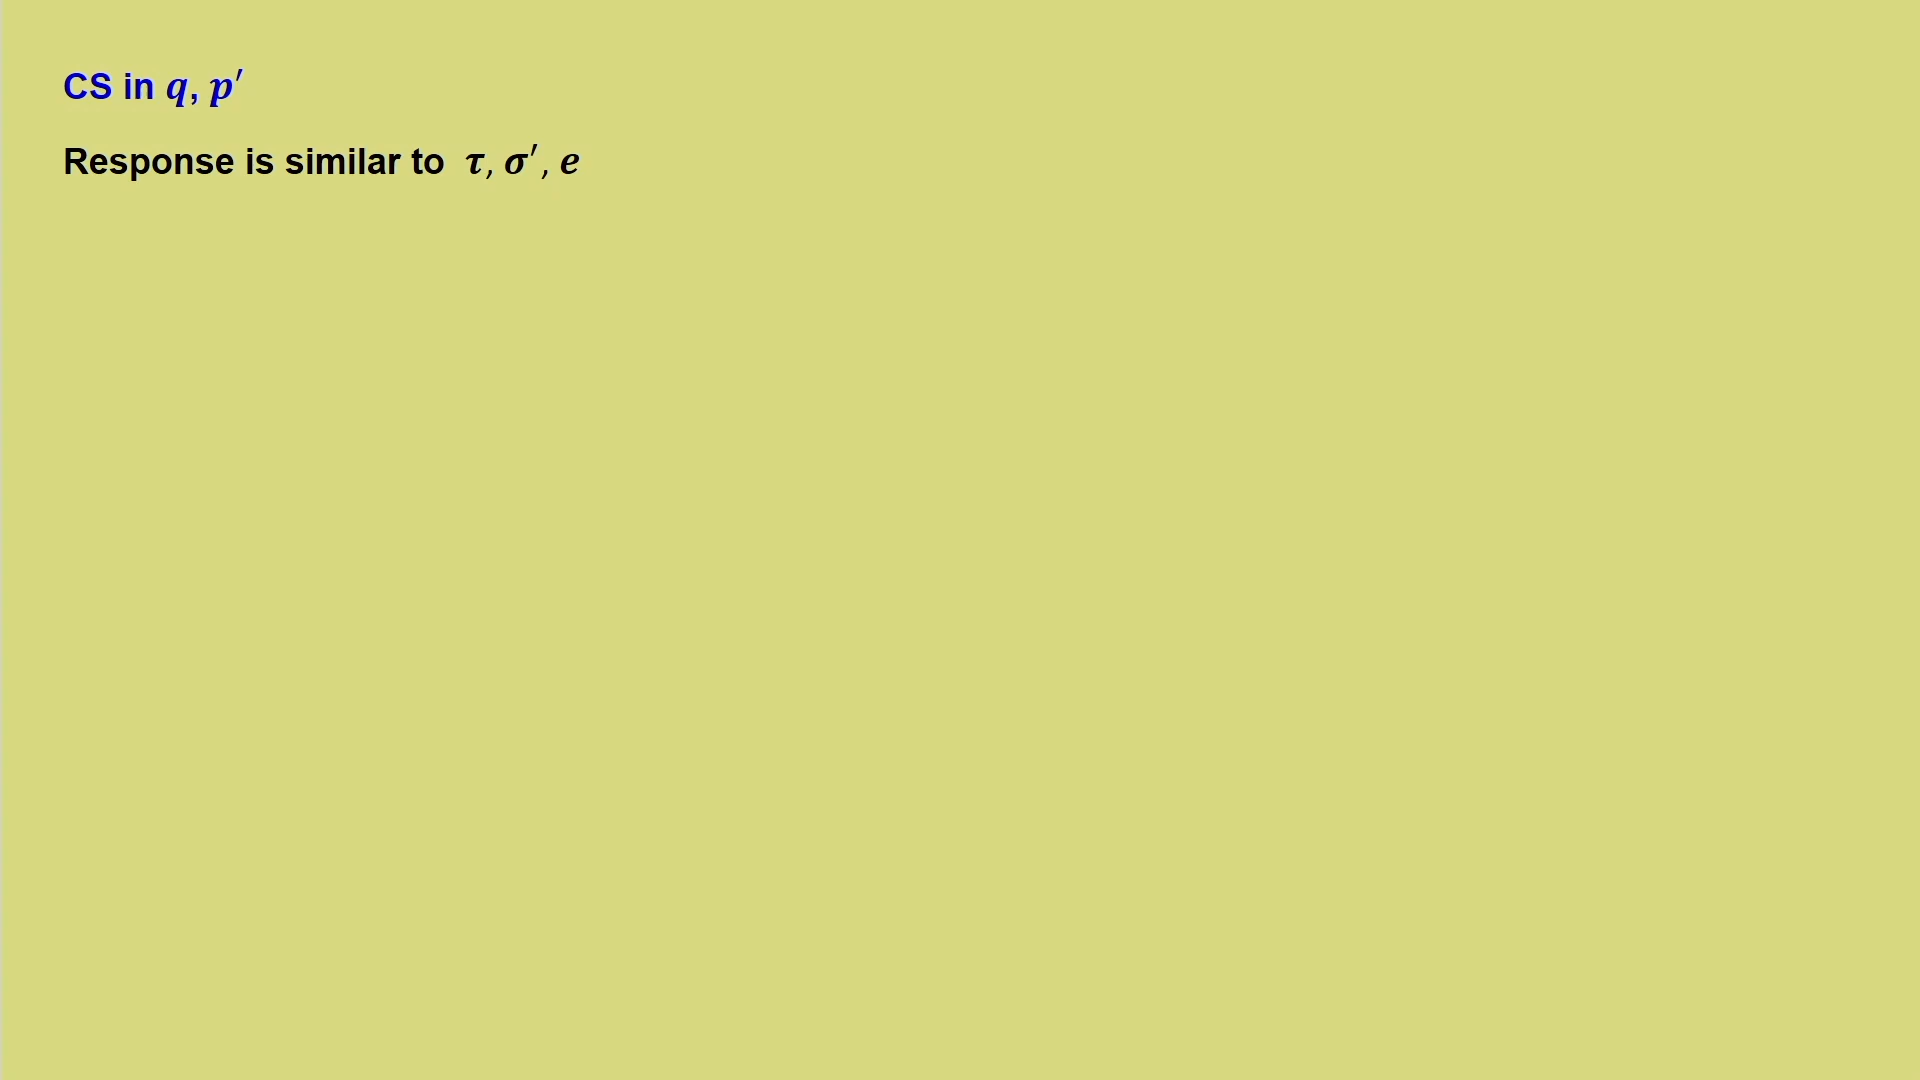 CS in q, p′
Response is similar to τ, σ′, e